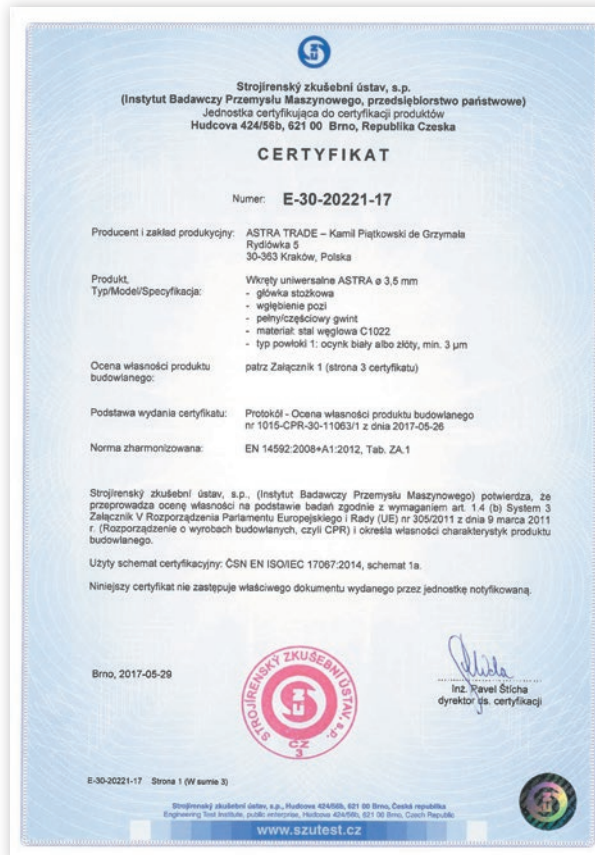 Strojírenský zkušební ústav, s.p.
(Instytut Badawczy Przemysłu Maszynowego, przedsiębiorstwo państwowe)
Jednostka certyfikująca do certyfikacji produktów
Hudcova 424/56b, 621 00 Brno, Republika Czeska
CERTYFIKAT
Numer: E-30-20221-17
Producent i zakład produkcyjny: ASTRA TRADE – Kamil Piątkowski de Grzymała
Rydlówka 5
30-363 Kraków, Polska
Produkt, Wkręty uniwersalne ASTRA ø 3,5 mm
Typ/Model/Specyfikacja: - główka stożkowa
- wgłębienie pozi
- pełny/częściowy gwint
- materiał: stal węglowa C1022
- typ powłoki 1: ocynk biały albo żółty, min. 3 µm
Ocena własności produktu patrz Załącznik 1 (strona 3 certyfikatu)
budowlanego:
Podstawa wydania certyfikatu: Protokół - Ocena własności produktu budowlanego
nr 1015-CPR-30-11063/1 z dnia 2017-05-26
Norma zharmonizowana: EN 14592:2008+A1:2012, Tab. ZA.1
Strojírenský zkušební ústav, s.p., (Instytut Badawczy Przemysłu Maszynowego) potwierdza, że
przeprowadza ocenę własności na podstawie badań zgodnie z wymaganiem art. 1.4 (b) System 3
Załącznik V Rozporządzenia Parlamentu Europejskiego i Rady (UE) nr 305/2011 z dnia 9 marca 2011
r. (Rozporządzenie o wyrobach budowlanych, czyli CPR) i określa własności charakterystyk produktu
budowlanego.
Użyty schemat certyfikacyjny: ČSN EN ISO/IEC 17067:2014, schemat 1a.
Niniejszy certyfikat nie zastępuje właściwego dokumentu wydanego przez jednostkę notyfikowaną.
Brno, 2017-05-29
STROJÍRENSKÝ ZKUŠEBNÍ ÚSTAV, s.p.
CZ
3
Inż. Pavel Štícha
dyrektor ds. certyfikacji
E-30-20221-17 Strona 1 (W sumie 3)
Strojírenský zkušební ústav, s.p., Hudcova 424/56b, 621 00 Brno, Česká republika
Engineering Test Institute, public enterprise, Hudcova 424/56b, 621 00 Brno, Czech Republic
www.szutest.cz